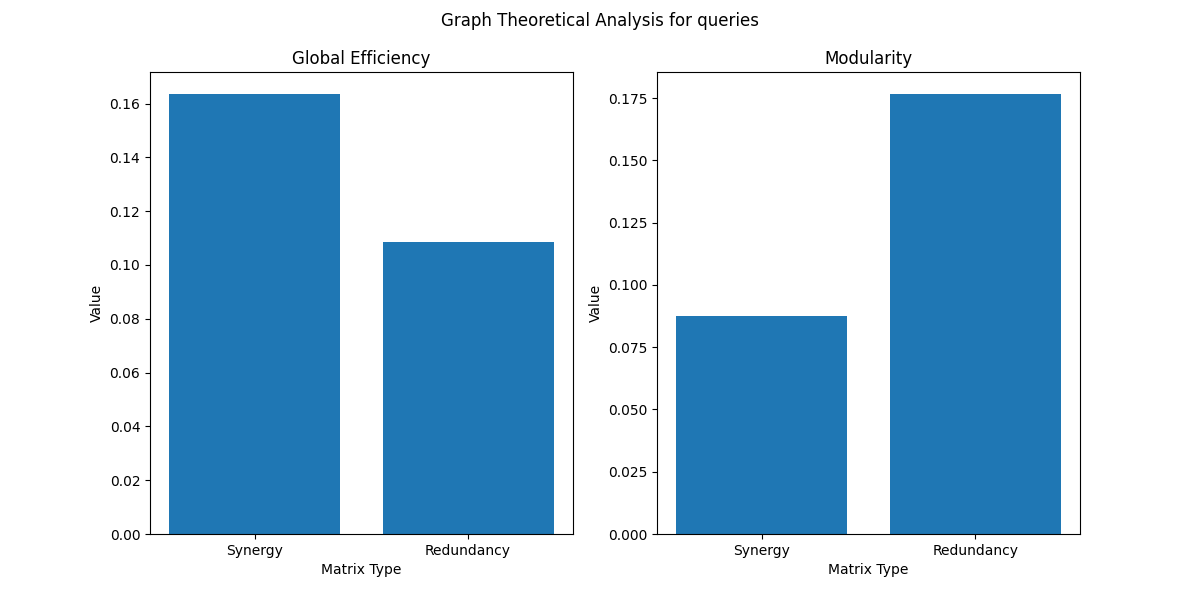 Graph Theoretical Analysis for queries
Global Efficiency
Value
0.16
0.14
0.12
0.10
0.08
0.06
0.04
0.02
0.00
Synergy
Redundancy
Matrix Type
Modularity
Value
0.175
0.150
0.125
0.100
0.075
0.050
0.025
0.000
Synergy
Redundancy
Matrix Type